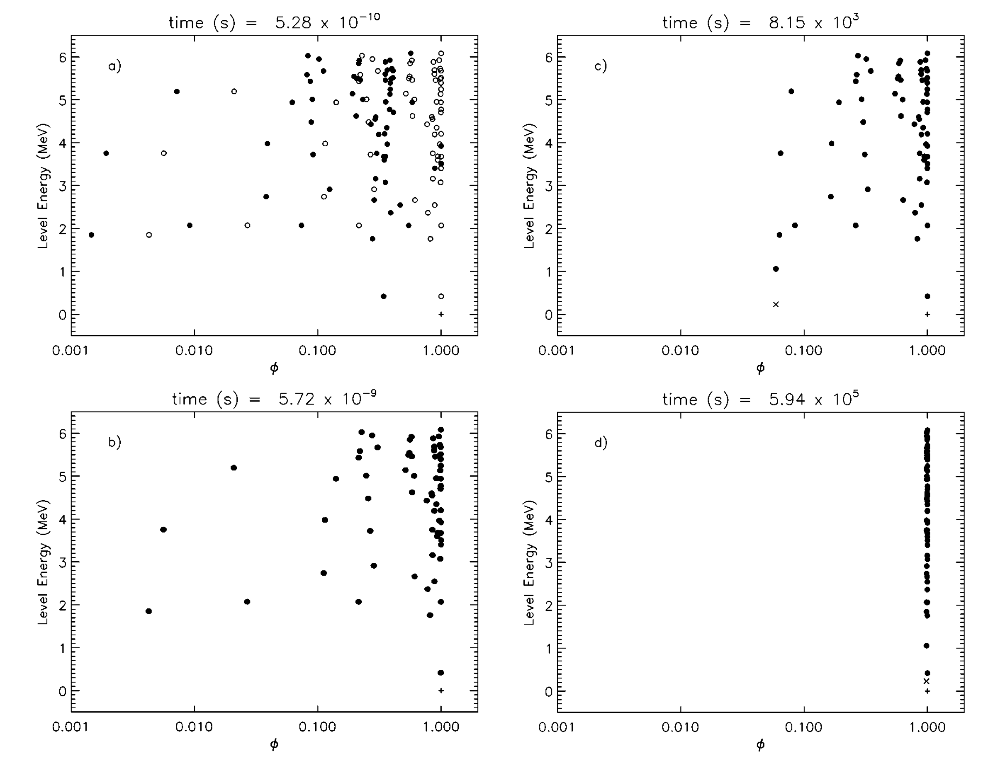 time (s) = 5.28 x 10⁻¹⁰
a)
Level Energy (MeV)
6
5
4
3
2
1
0
0.001 0.010 0.100 1.000
ϕ
time (s) = 8.15 x 10³
c)
Level Energy (MeV)
6
5
4
3
2
1
0
0.001 0.010 0.100 1.000
ϕ
time (s) = 5.72 x 10⁻⁹
b)
Level Energy (MeV)
6
5
4
3
2
1
0
0.001 0.010 0.100 1.000
ϕ
time (s) = 5.94 x 10⁵
d)
Level Energy (MeV)
6
5
4
3
2
1
0
0.001 0.010 0.100 1.000
ϕ